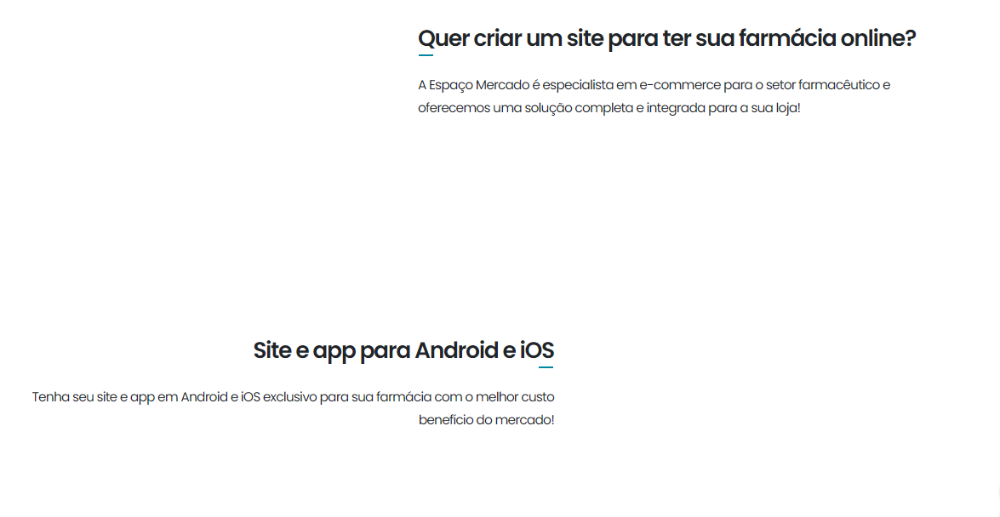 Quer criar um site para ter sua farmácia online?
A Espaço Mercado é especialista em e-commerce para o setor farmacêutico e
oferecemos uma solução completa e integrada para a sua loja!
Site e app para Android e iOS
Tenha seu site e app em Android e iOS exclusivo para sua farmácia com o melhor custo
benefício do mercado!